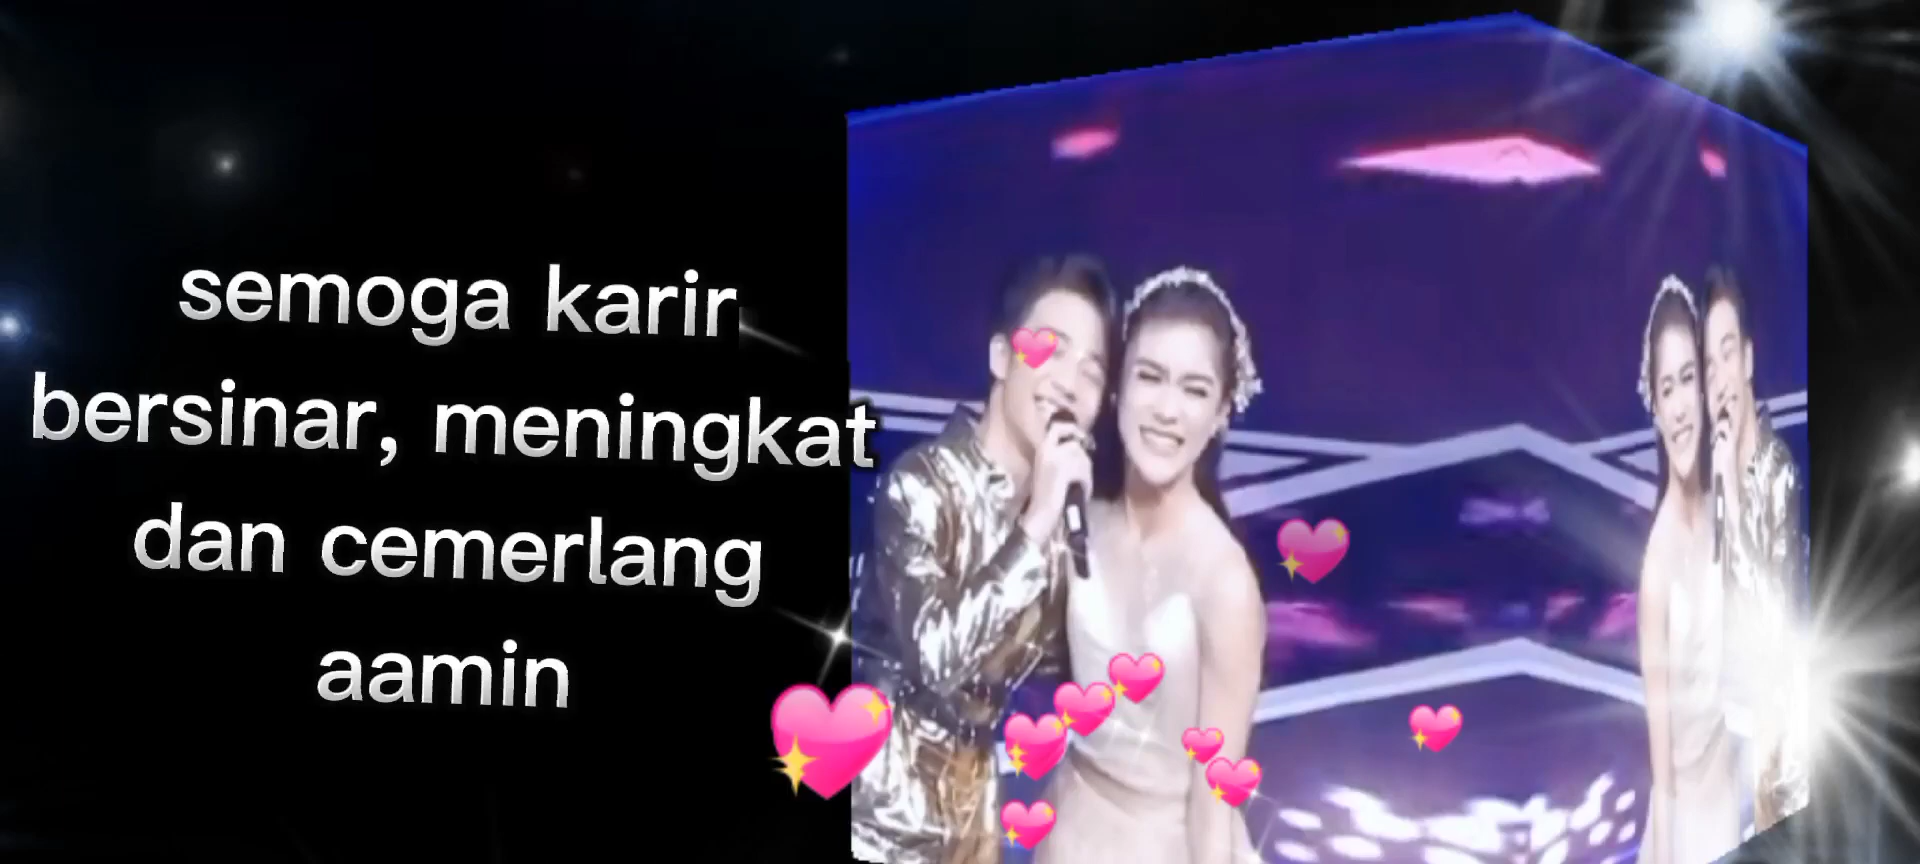 semoga karir
bersinar, meningkat
dan cemerlang
aamin